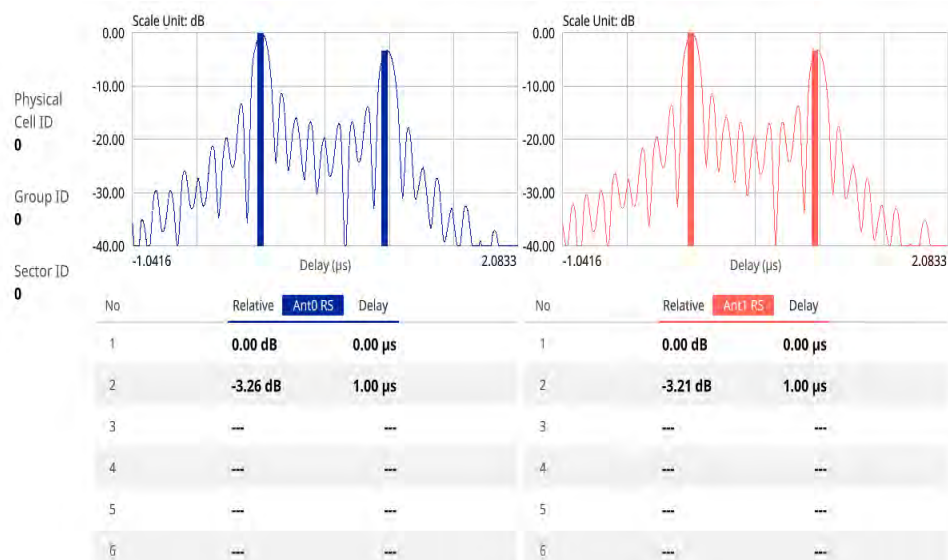 Physical
Cell ID
0
Group ID
0
Sector ID
0
Scale Unit: dB
0.00
-10.00
-20.00
-30.00
-40.00
-1.0416
Delay (μs)
2.0833
Scale Unit: dB
0.00
-10.00
-20.00
-30.00
-40.00
-1.0416
Delay (μs)
2.0833
No Relative Ant0 RS Delay
1 0.00 dB 0.00 μs
2 -3.26 dB 1.00 μs
3 --- ---
4 --- ---
5 --- ---
6 --- ---
No Relative Ant1 RS Delay
1 0.00 dB 0.00 μs
2 -3.21 dB 1.00 μs
3 --- ---
4 --- ---
5 --- ---
6 --- ---